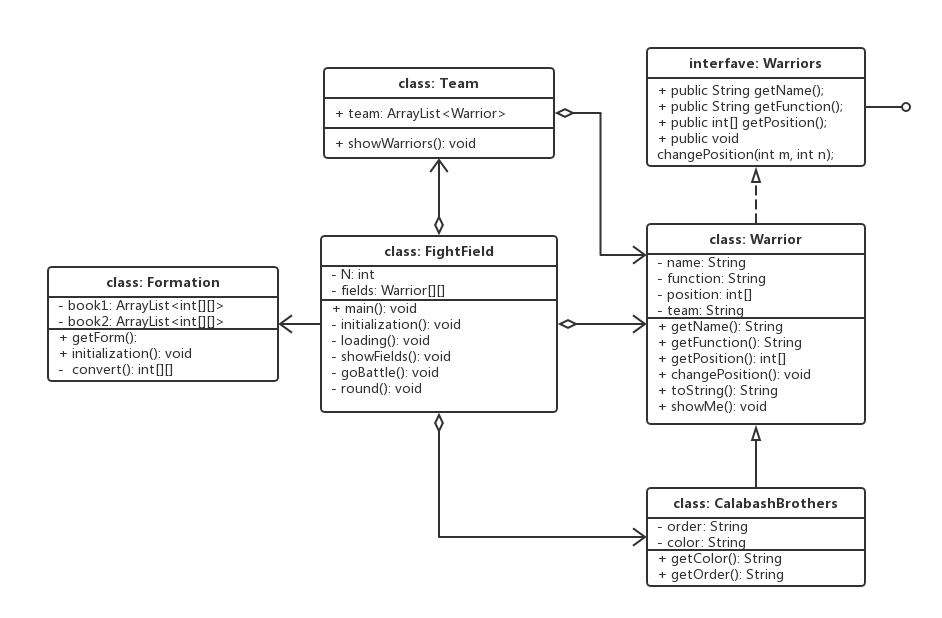 class: Team
+ team: ArrayList<Warrior>
+ showWarriors(): void
interfave: Warriors
+ public String getName();
+ public String getFunction();
+ public int[] getPosition();
+ public void
changePosition(int m, int n);
class: Formation
- book1: ArrayList<int[][]>
- book2: ArrayList<int[][]>
+ getForm():
+ initialization(): void
- convert(): int[][]
class: FightField
- N: int
- fields: Warrior[][]
+ main(): void
- initialization(): void
- loading(): void
- showFields(): void
- goBattle(): void
- round(): void
class: Warrior
- name: String
- function: String
- position: int[]
- team: String
+ getName(): String
+ getFunction(): String
+ getPosition(): int[]
+ changePosition(): void
+ toString(): String
+ showMe(): void
class: CalabashBrothers
- order: String
- color: String
+ getColor(): String
+ getOrder(): String